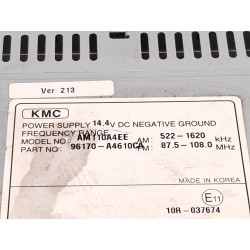 Ver. 213
KMC
POWER SUPPLY 14.4V DC NEGATIVE GROUND
FREQUENCY RANGE AM: 522-1620 kHz
MODEL NO: AM110A4EE FM: 87.5-108.0 MHz
PART NO: 96170-A4610CA
MADE IN KOREA
E11
10R-037674